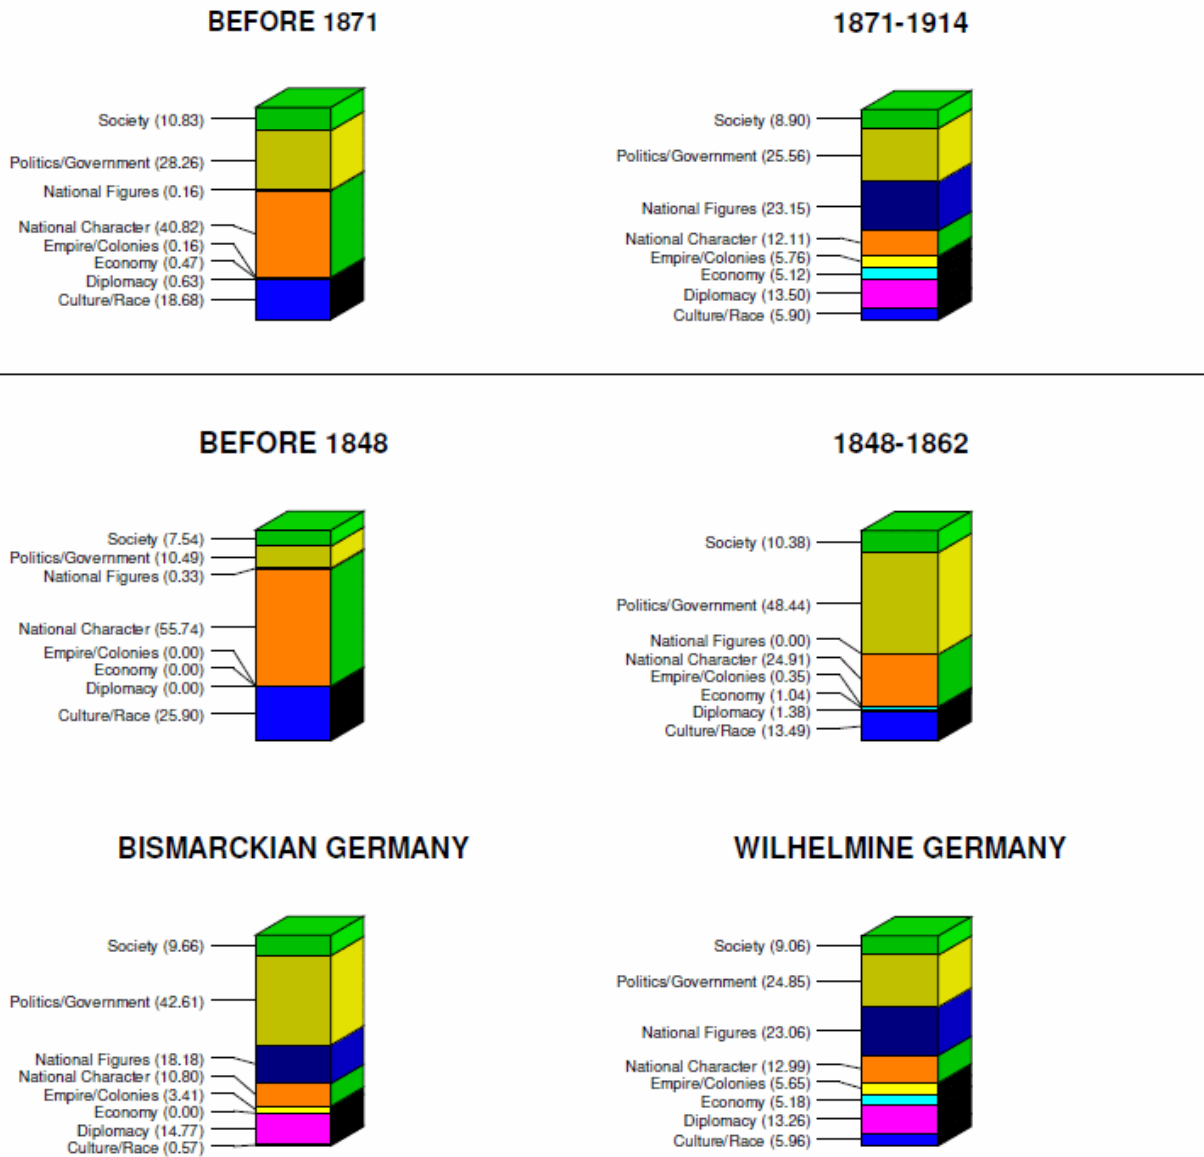 BEFORE 1871
Society (10.83)
Politics/Government (28.26)
National Figures (0.16)
National Character (40.82)
Empire/Colonies (0.16)
Economy (0.47)
Diplomacy (0.63)
Culture/Race (18.68)
1871-1914
Society (8.90)
Politics/Government (25.56)
National Figures (23.15)
National Character (12.11)
Empire/Colonies (5.76)
Economy (5.12)
Diplomacy (13.50)
Culture/Race (5.90)
BEFORE 1848
Society (7.54)
Politics/Government (10.49)
National Figures (0.33)
National Character (55.74)
Empire/Colonies (0.00)
Economy (0.00)
Diplomacy (0.00)
Culture/Race (25.90)
1848-1862
Society (10.38)
Politics/Government (48.44)
National Figures (0.00)
National Character (24.91)
Empire/Colonies (0.35)
Economy (1.04)
Diplomacy (1.38)
Culture/Race (13.49)
BISMARCKIAN GERMANY
Society (9.66)
Politics/Government (42.61)
National Figures (18.18)
National Character (10.80)
Empire/Colonies (3.41)
Economy (0.00)
Diplomacy (14.77)
Culture/Race (0.57)
WILHELMINE GERMANY
Society (9.06)
Politics/Government (24.85)
National Figures (23.06)
National Character (12.99)
Empire/Colonies (5.65)
Economy (5.18)
Diplomacy (13.26)
Culture/Race (5.96)